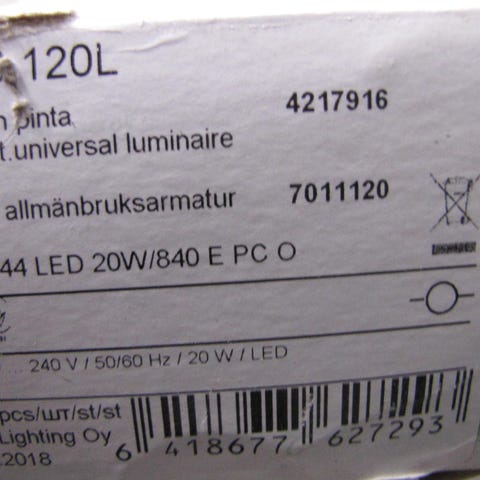 120L
pinta 4217916
t.universal luminaire
allmänbruksarmatur 7011120
44 LED 20W/840 E PC O
240 V / 50/60 Hz / 20 W / LED
pcs/шт/st/st
Lighting Oy
.2018
6 418677 627293